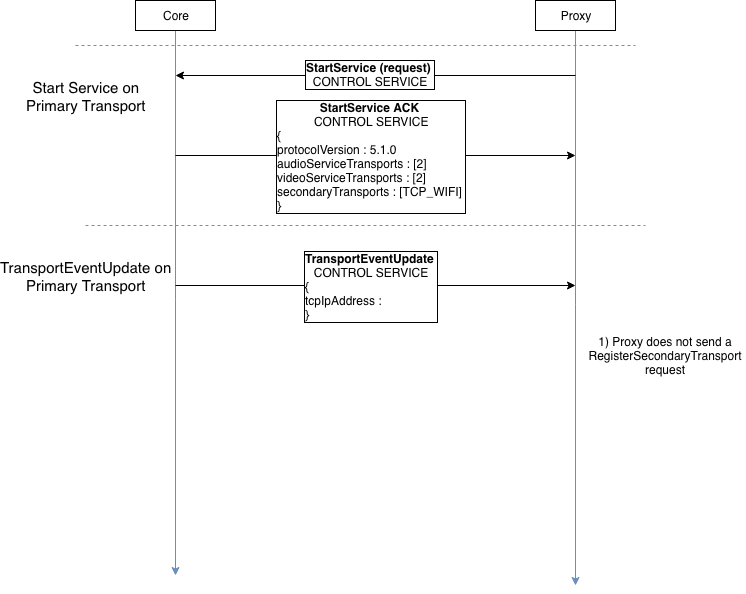 Core
Proxy
StartService (request)
CONTROL SERVICE
Start Service on
Primary Transport
StartService ACK
CONTROL SERVICE
{
protocolVersion : 5.1.0
audioServiceTransports : [2]
videoServiceTransports : [2]
secondaryTransports : [TCP_WIFI]
}
TransportEventUpdate on
Primary Transport
TransportEventUpdate
CONTROL SERVICE
{
tcpIpAddress :
}
1) Proxy does not send a
RegisterSecondaryTransport
request